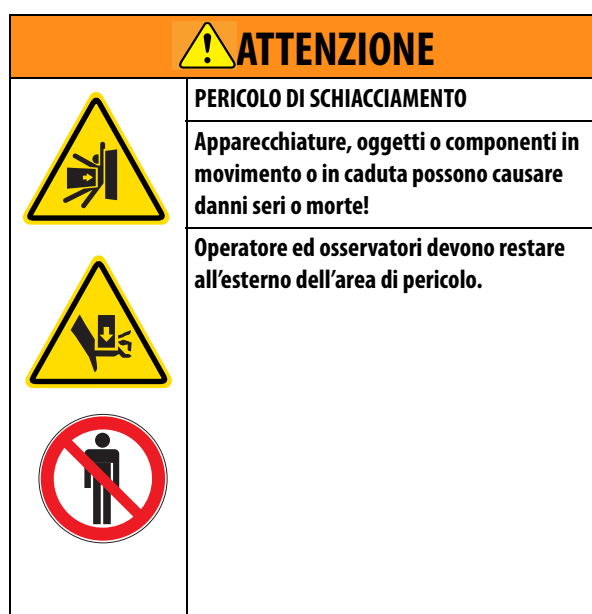 ATTENZIONE
PERICOLO DI SCHIACCIAMENTO
Apparecchiature, oggetti o componenti in
movimento o in caduta possono causare
danni seri o morte!
Operatore ed osservatori devono restare
all’esterno dell’area di pericolo.